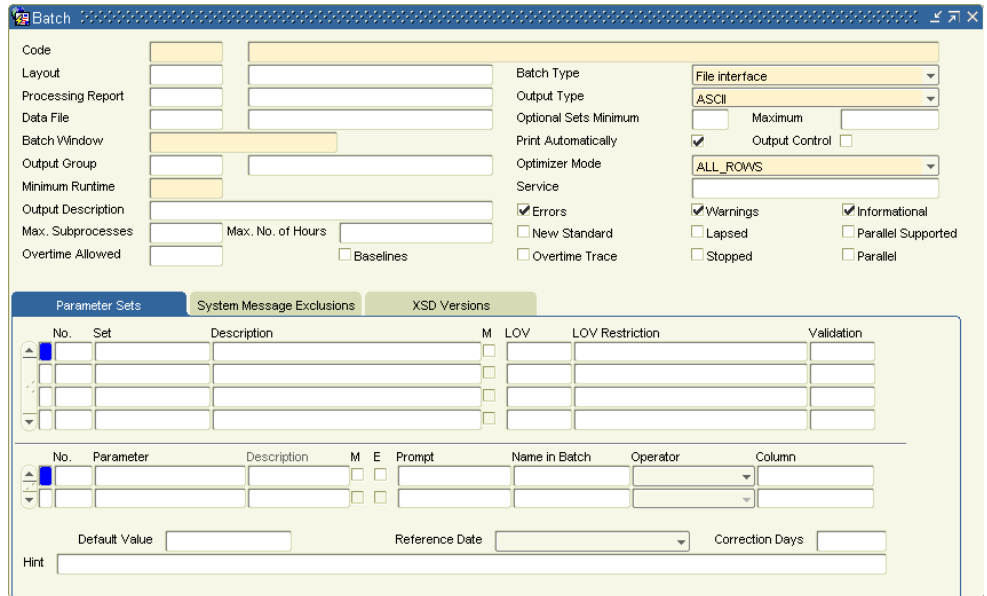 Batch
Code
Layout Batch Type File interface
Processing Report Output Type ASCII
Data File Optional Sets Minimum Maximum
Batch Window Print Automatically Output Control
Output Group Optimizer Mode ALL_ROWS
Minimum Runtime Service
Output Description Errors Warnings Informational
Max. Subprocesses Max. No. of Hours New Standard Lapsed Parallel Supported
Overtime Allowed Baselines Overtime Trace Stopped Parallel
Parameter Sets System Message Exclusions XSD Versions
No. Set Description M LOV LOV Restriction Validation
No. Parameter Description M E Prompt Name in Batch Operator Column
Default Value Reference Date Correction Days
Hint